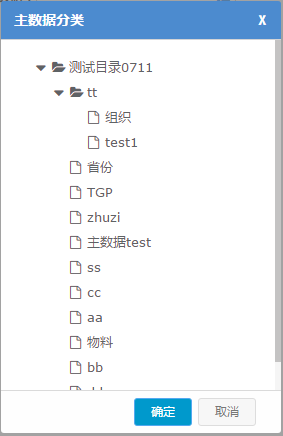 主数据分类 X
测试目录0711
tt
组织
test1
省份
TGP
zhuzi
主数据test
ss
cc
aa
物料
bb
确定 取消